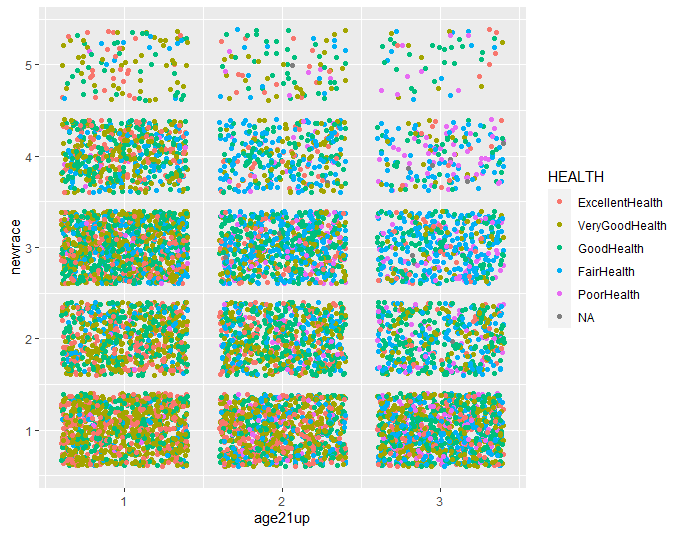 5
4
3
2
1
newrace
1 2 3
age21up
HEALTH
ExcellentHealth
VeryGoodHealth
GoodHealth
FairHealth
PoorHealth
NA